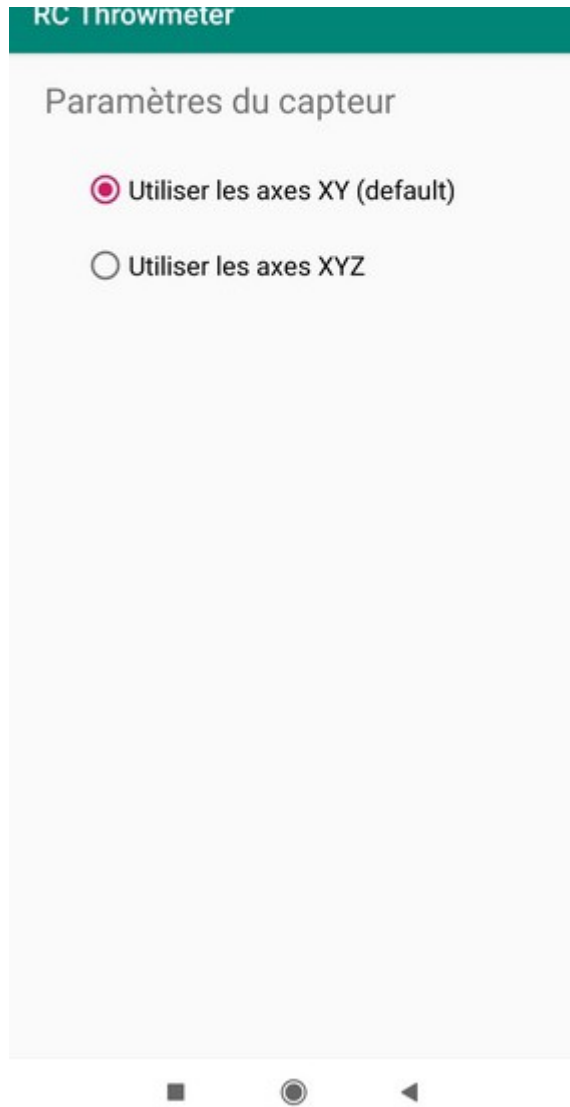 RC Throwmeter
Paramètres du capteur
Utiliser les axes XY (default)
Utiliser les axes XYZ